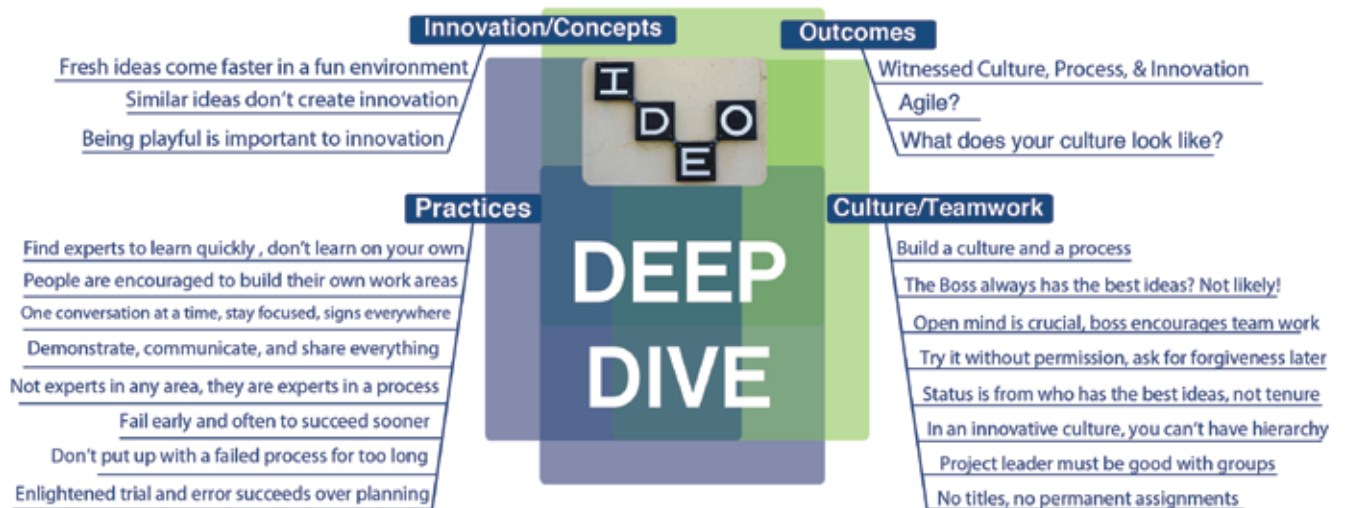 Innovation/Concepts
Fresh ideas come faster in a fun environment
Similar ideas don't create innovation
Being playful is important to innovation
Practices
Find experts to learn quickly , don't learn on your own
People are encouraged to build their own work areas
One conversation at a time, stay focused, signs everywhere
Demonstrate, communicate, and share everything
Not experts in any area, they are experts in a process
Fail early and often to succeed sooner
Don't put up with a failed process for too long
Enlightened trial and error succeeds over planning
IDEO
DEEP
DIVE
Outcomes
Witnessed Culture, Process, & Innovation
Agile?
What does your culture look like?
Culture/Teamwork
Build a culture and a process
The Boss always has the best ideas? Not likely!
Open mind is crucial, boss encourages team work
Try it without permission, ask for forgiveness later
Status is from who has the best ideas, not tenure
In an innovative culture, you can't have hierarchy
Project leader must be good with groups
No titles, no permanent assignments